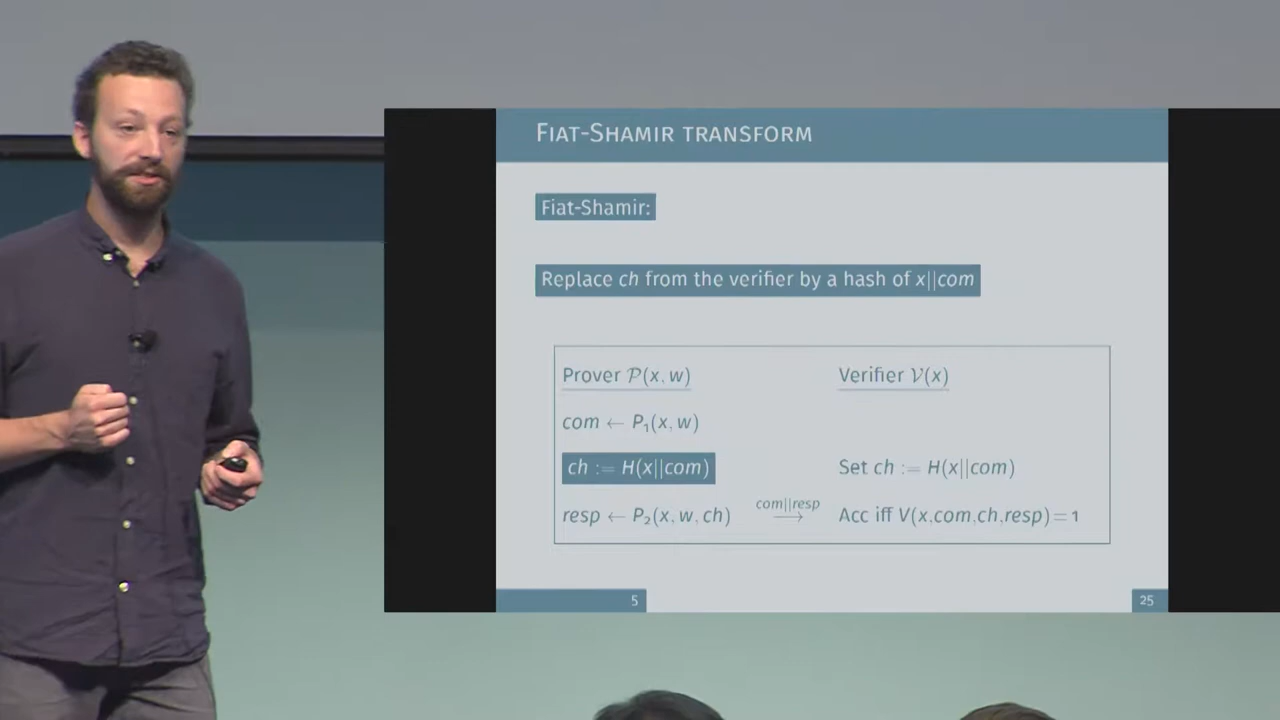 FIAT-SHAMIR TRANSFORM
Fiat-Shamir:
Replace ch from the verifier by a hash of x||com
Prover P(x, w) Verifier V(x)
com ← P₁(x, w)
ch := H(x||com) Set ch := H(x||com)
com||resp
resp ← P₂(x, w, ch) → Acc iff V(x,com,ch,resp)=1
5 25